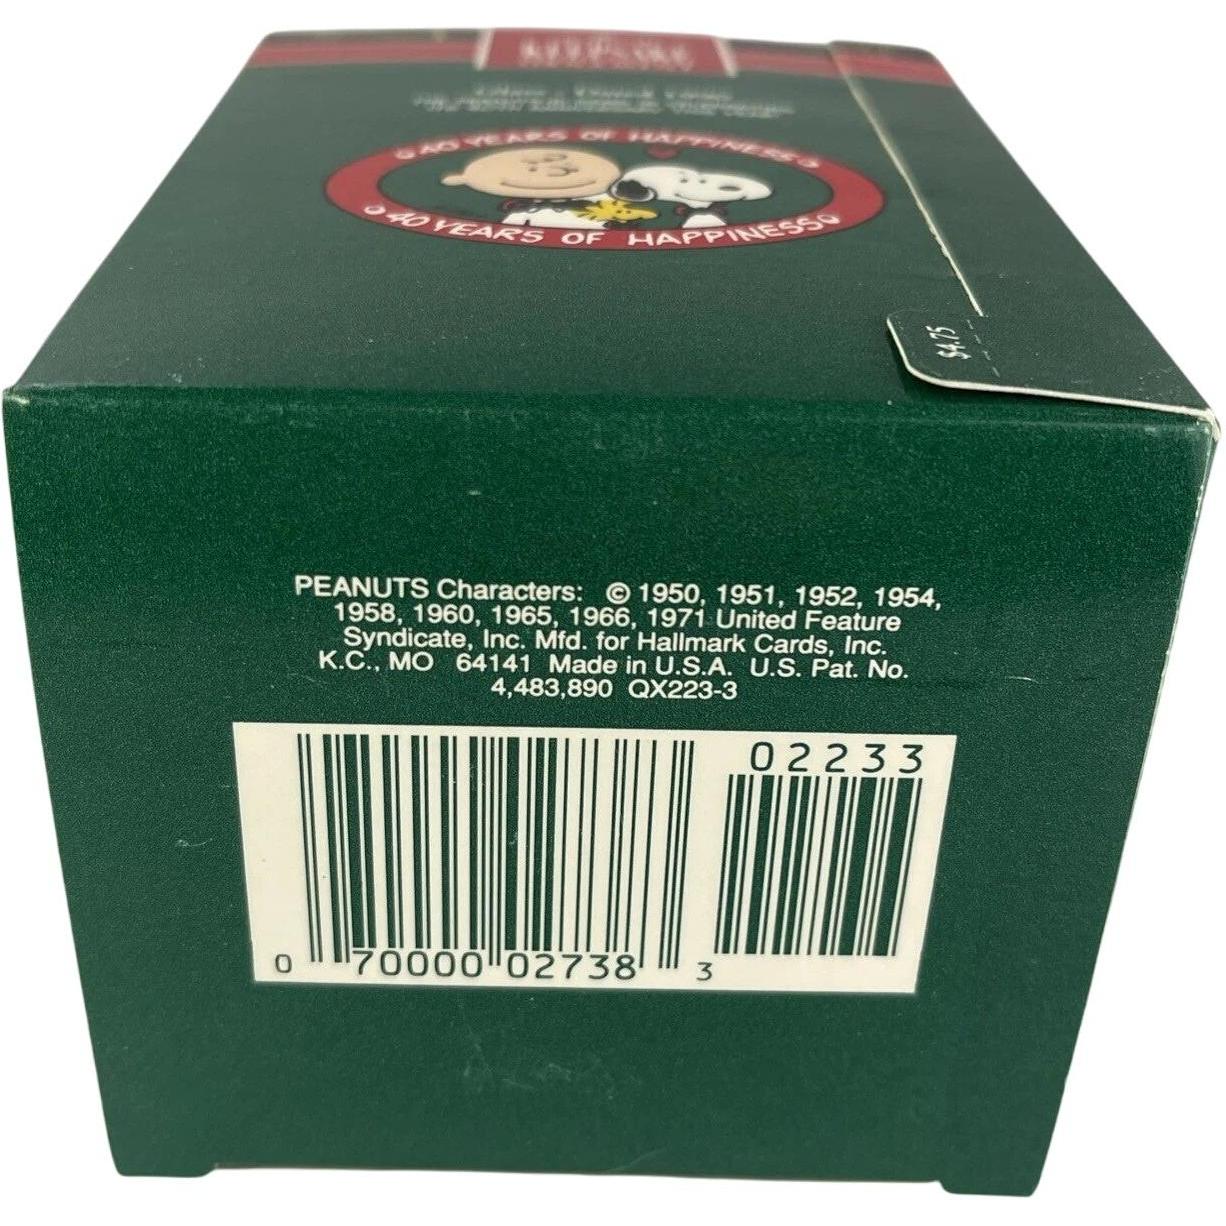 KEEPSAKE
40 YEARS OF HAPPINESS
40 YEARS OF HAPPINESS
$4.75
PEANUTS Characters: © 1950, 1951, 1952, 1954,
1958, 1960, 1965, 1966, 1971 United Feature
Syndicate, Inc. Mfd. for Hallmark Cards, Inc.
K.C., MO 64141 Made in U.S.A. U.S. Pat. No.
4,483,890 QX223-3
02233
0 70000 02738 3